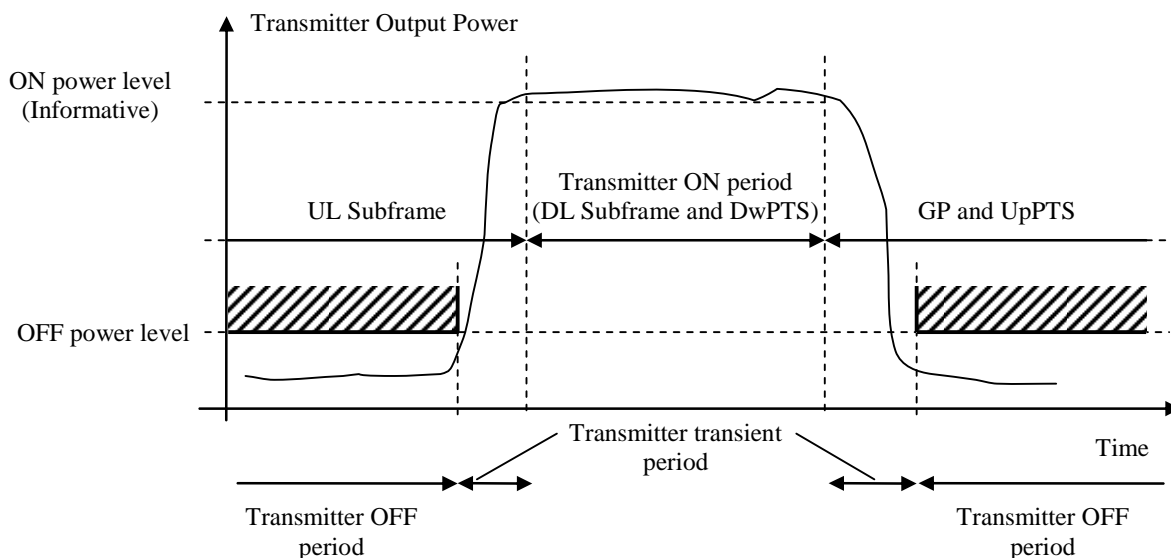 Transmitter Output Power
ON power level
(Informative)
Transmitter ON period
(DL Subframe and DwPTS)
UL Subframe
GP and UpPTS
OFF power level
Transmitter transient
period
Time
Transmitter OFF
period
Transmitter OFF
period